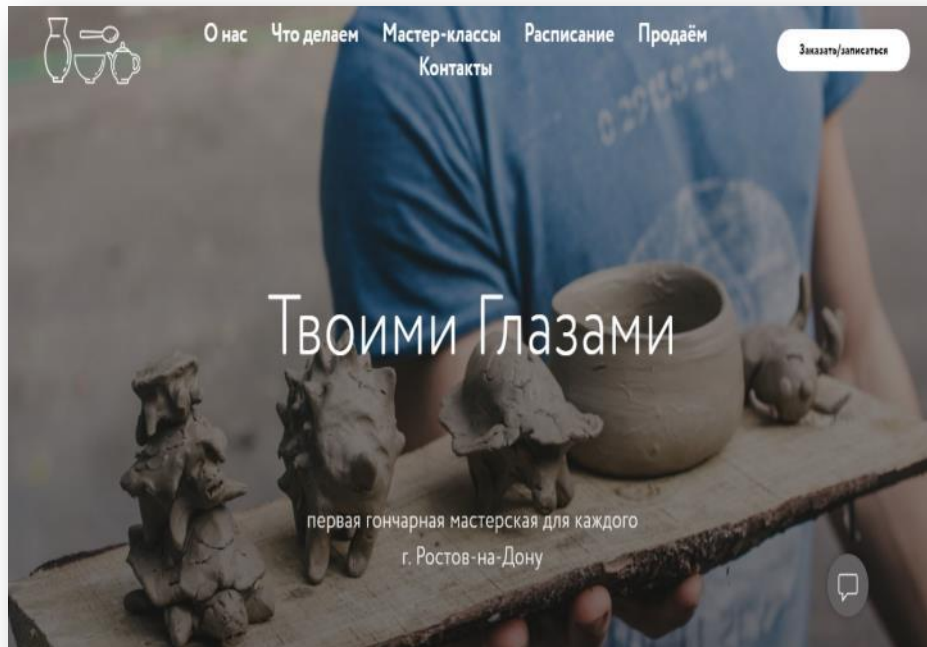 О нас Что делаем Мастер-классы Расписание Продаём
Контакты
Заказать/записаться
Твоими Глазами
первая гончарная мастерская для каждого
г. Ростов-на-Дону